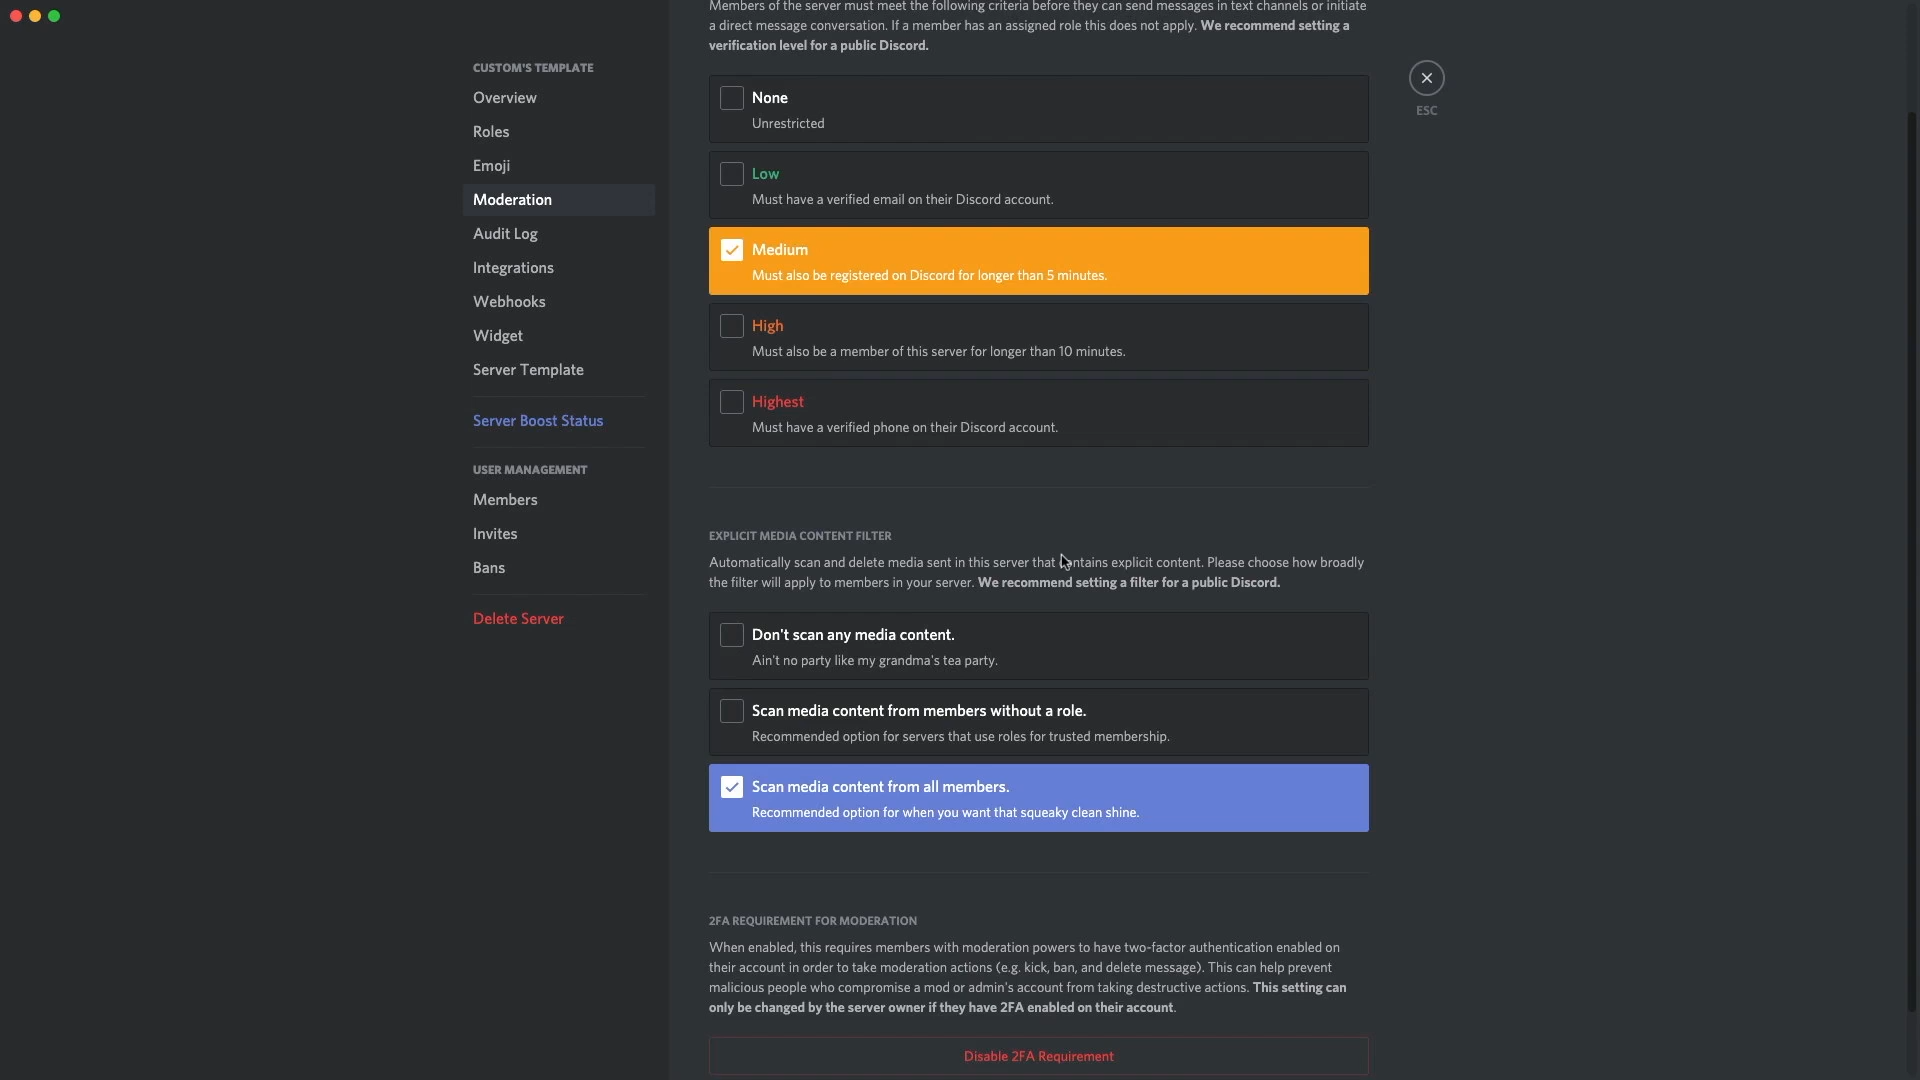 CUSTOM'S TEMPLATE
Overview
Roles
Emoji
Moderation
Audit Log
Integrations
Webhooks
Widget
Server Template
Server Boost Status
USER MANAGEMENT
Members
Invites
Bans
Delete Server
Members of the server must meet the following criteria before they can send messages in text channels or initiate
a direct message conversation. If a member has an assigned role this does not apply. We recommend setting a
verification level for a public Discord.
None
Unrestricted
Low
Must have a verified email on their Discord account.
Medium
Must also be registered on Discord for longer than 5 minutes.
High
Must also be a member of this server for longer than 10 minutes.
Highest
Must have a verified phone on their Discord account.
EXPLICIT MEDIA CONTENT FILTER
Automatically scan and delete media sent in this server that contains explicit content. Please choose how broadly
the filter will apply to members in your server. We recommend setting a filter for a public Discord.
Don't scan any media content.
Ain't no party like my grandma's tea party.
Scan media content from members without a role.
Recommended option for servers that use roles for trusted membership.
Scan media content from all members.
Recommended option for when you want that squeaky clean shine.
2FA REQUIREMENT FOR MODERATION
When enabled, this requires members with moderation powers to have two-factor authentication enabled on
their account in order to take moderation actions (e.g. kick, ban, and delete message). This can help prevent
malicious people who compromise a mod or admin's account from taking destructive actions. This setting can
only be changed by the server owner if they have 2FA enabled on their account.
Disable 2FA Requirement
ESC